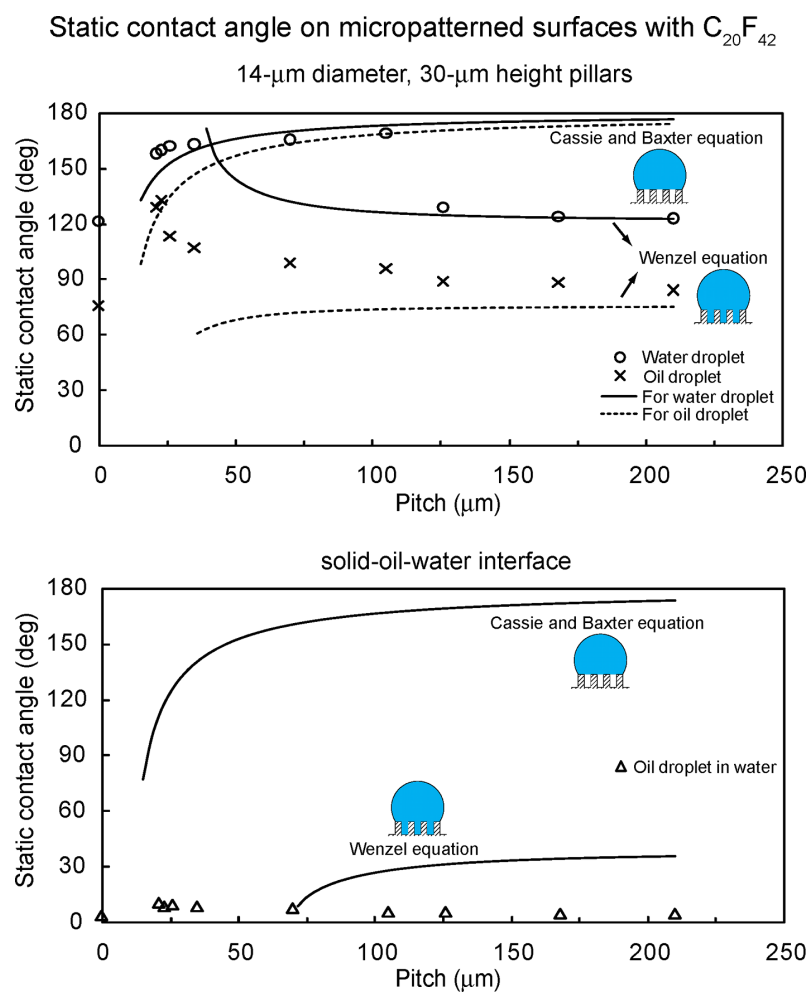 Static contact angle on micropatterned surfaces with C20F42
14-μm diameter, 30-μm height pillars
Static contact angle (deg)
180
150
120
90
60
30
0
Cassie and Baxter equation
Wenzel equation
Water droplet
Oil droplet
For water droplet
For oil droplet
0
50
100
150
200
250
Pitch (μm)
solid-oil-water interface
Static contact angle (deg)
180
150
120
90
60
30
0
Cassie and Baxter equation
Oil droplet in water
Wenzel equation
0
50
100
150
200
250
Pitch (μm)